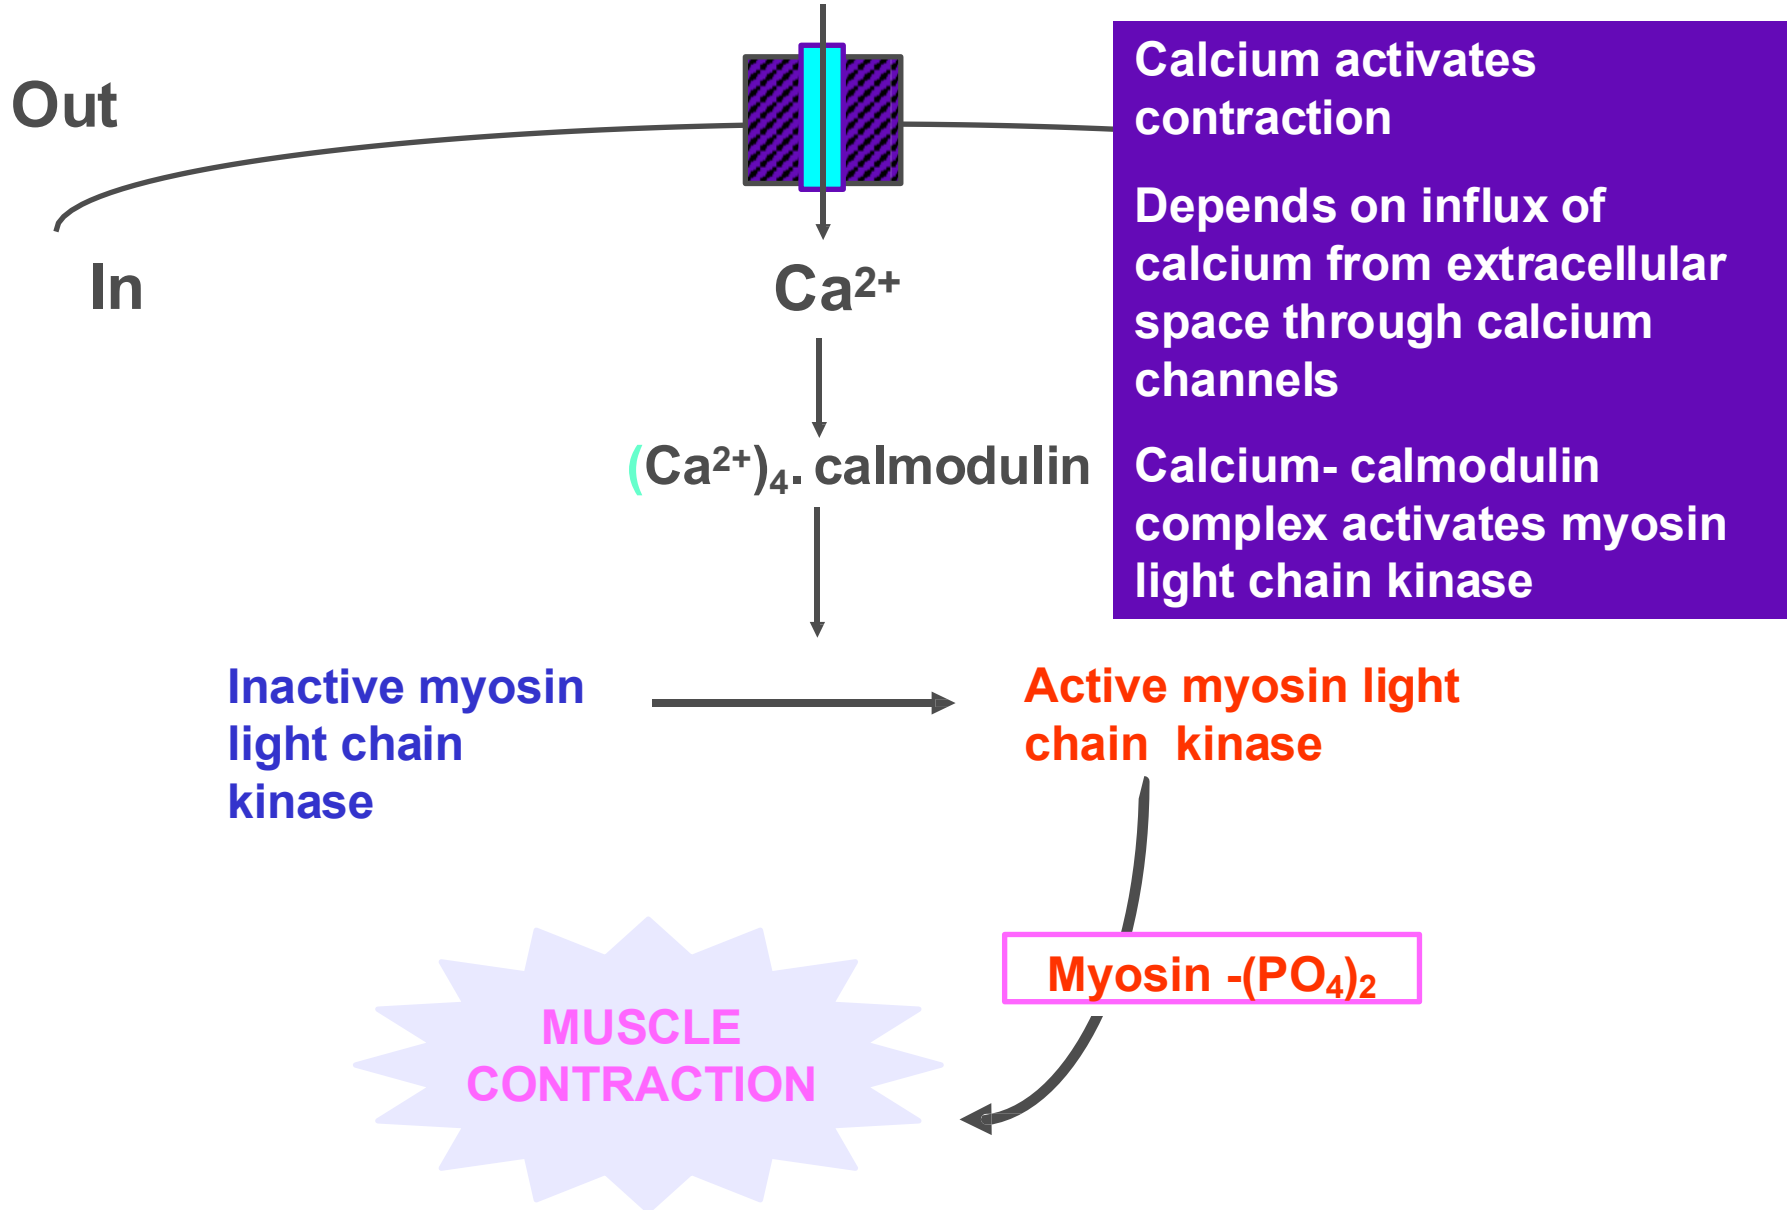 Out
In
Ca²⁺
(Ca²⁺)₄. calmodulin
Calcium activates
contraction
Depends on influx of
calcium from extracellular
space through calcium
channels
Calcium- calmodulin
complex activates myosin
light chain kinase
Inactive myosin
light chain
kinase
Active myosin light
chain kinase
Myosin -(PO₄)₂
MUSCLE
CONTRACTION